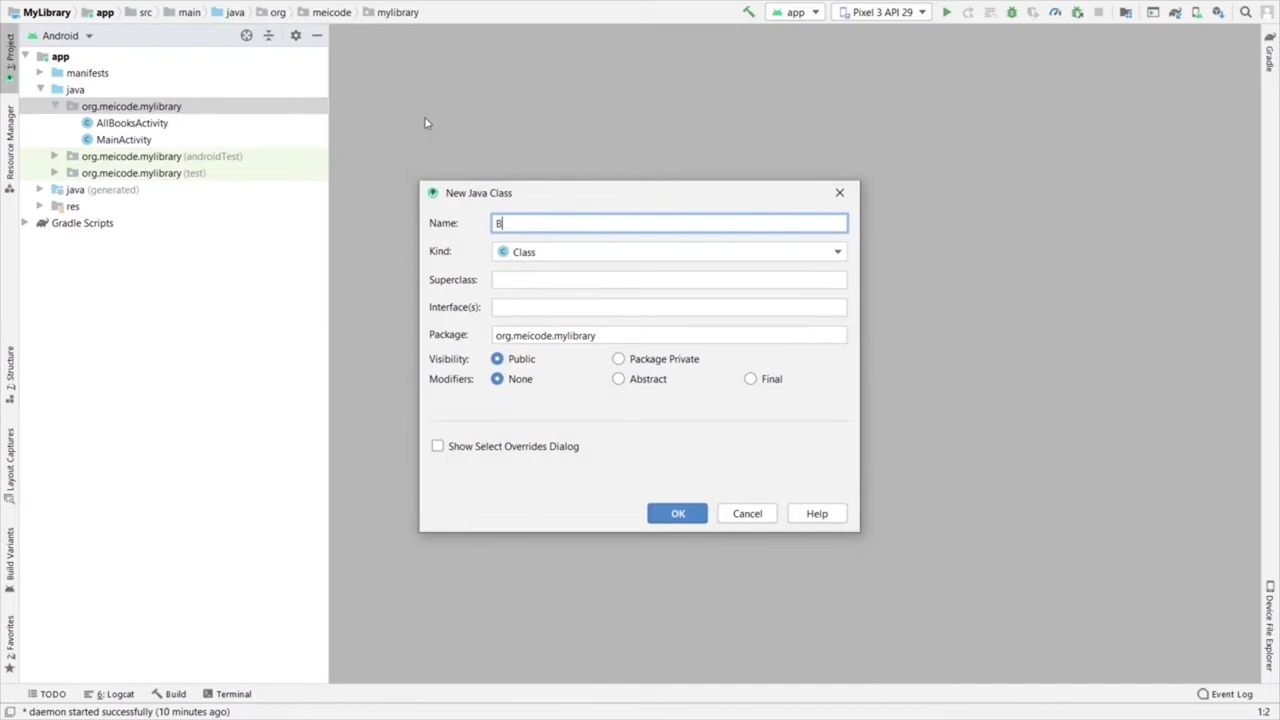 MyLibrary app src main java org meicode mylibrary app Pixel 3 API 29
1: Project
Resource Manager
Z: Structure
Layout Captures
Build Variants
2: Favorites
Android
app
manifests
java
org.meicode.mylibrary
AllBooksActivity
MainActivity
org.meicode.mylibrary (androidTest)
org.meicode.mylibrary (test)
java (generated)
res
Gradle Scripts
New Java Class
Name: B
Kind: Class
Superclass:
Interface(s):
Package: org.meicode.mylibrary
Visibility: Public Package Private
Modifiers: None Abstract Final
Show Select Overrides Dialog
OK Cancel Help
Gradle
Device File Explorer
TODO 6: Logcat Build Terminal Event Log
* daemon started successfully (10 minutes ago) 1:2